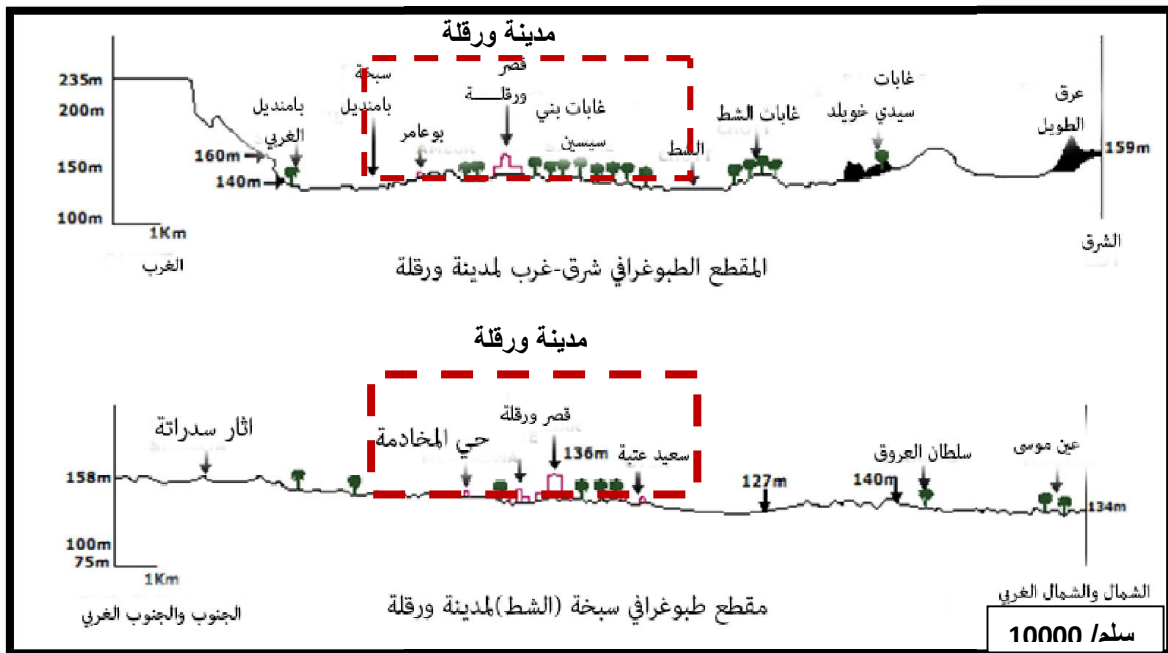 مدينة ورقلة
قصر
ورقلـــــة
سبخة
بامنديل
بامنديل
الغربي
بوعامر
غابات بني
سيسين
الشط
غابات الشط
غابات
سيدي خويلد
عرق
الطويل
235m
200m
160m
150m
140m
100m
159m
1Km
الغرب
الشرق
المقطع الطبوغرافي شرق-غرب لمدينة ورقلة
مدينة ورقلة
اثار سدراتة
حي المخادمة
قصر ورقلة
136m
سعيد عتبة
سلطان العروق
عين موسى
158m
127m
140m
134m
100m
75m
1Km
الجنوب والجنوب الغربي
الشمال والشمال الغربي
مقطع طبوغرافي سبخة (الشط)لمدينة ورقلة
سلم/ 10000